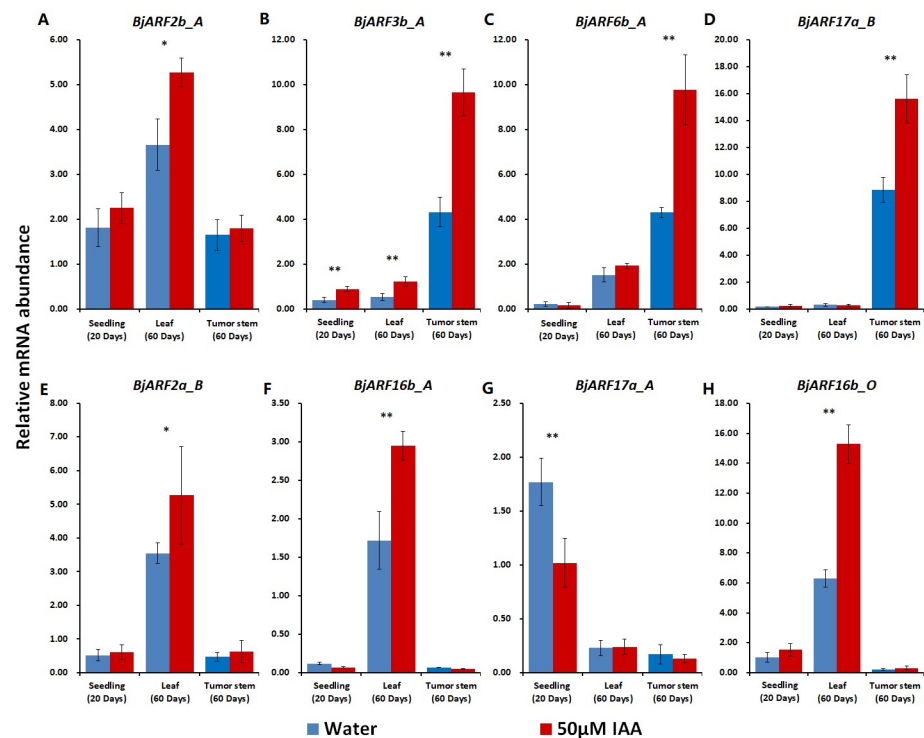 A BjARF2b_A
6.00
5.00
4.00
3.00
2.00
1.00
0.00
*
Seedling Leaf Tumor stem
(20 Days) (60 Days) (60 Days)
B BjARF3b_A
12.00
10.00
8.00
6.00
4.00
2.00
0.00
** ** **
Seedling Leaf Tumor stem
(20 Days) (60 Days) (60 Days)
C BjARF6b_A
12.00
10.00
8.00
6.00
4.00
2.00
0.00
**
Seedling Leaf Tumor stem
(20 Days) (60 Days) (60 Days)
D BjARF17a_B
20.00
18.00
16.00
14.00
12.00
10.00
8.00
6.00
4.00
2.00
0.00
**
Seedling Leaf Tumor stem
(20 Days) (60 Days) (60 Days)
Relative mRNA abundance
E BjARF2a_B
8.00
7.00
6.00
5.00
4.00
3.00
2.00
1.00
0.00
*
Seedling Leaf Tumor stem
(20 Days) (60 Days) (60 Days)
F BjARF16b_A
3.50
3.00
2.50
2.00
1.50
1.00
0.50
0.00
**
Seedling Leaf Tumor stem
(20 Days) (60 Days) (60 Days)
G BjARF17a_A
2.50
2.00
1.50
1.00
0.50
0.00
**
Seedling Leaf Tumor stem
(20 Days) (60 Days) (60 Days)
H BjARF16b_O
18.00
16.00
14.00
12.00
10.00
8.00
6.00
4.00
2.00
0.00
**
Seedling Leaf Tumor stem
(20 Days) (60 Days) (60 Days)
Water 50μM IAA